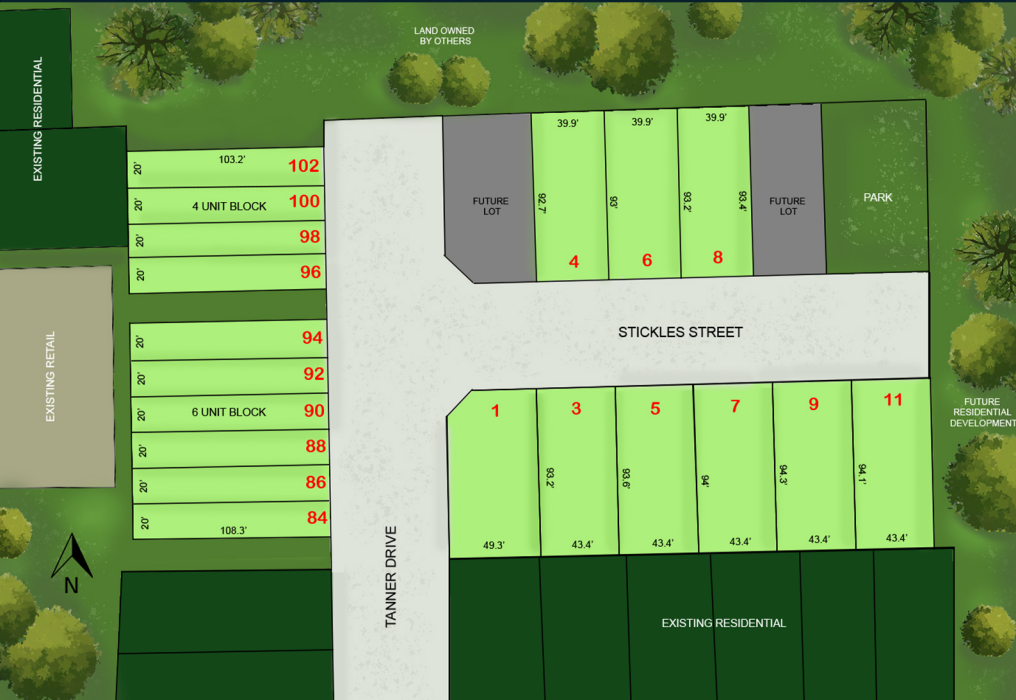 LAND OWNED
BY OTHERS
EXISTING RESIDENTIAL
103.2'
20'
102
20'
4 UNIT BLOCK
100
20'
98
20'
96
FUTURE
LOT
39.9'
92.7'
4
39.9'
93'
6
39.9'
93.2'
93.4'
8
FUTURE
LOT
PARK
STICKLES STREET
EXISTING RETAIL
20'
94
20'
92
20'
6 UNIT BLOCK
90
20'
88
20'
86
20'
108.3'
84
1
49.3'
3
93.2'
43.4'
5
93.6'
43.4'
7
94'
43.4'
9
94.3'
43.4'
11
94.1'
43.4'
FUTURE
RESIDENTIAL
DEVELOPMENT
TANNER DRIVE
N
EXISTING RESIDENTIAL